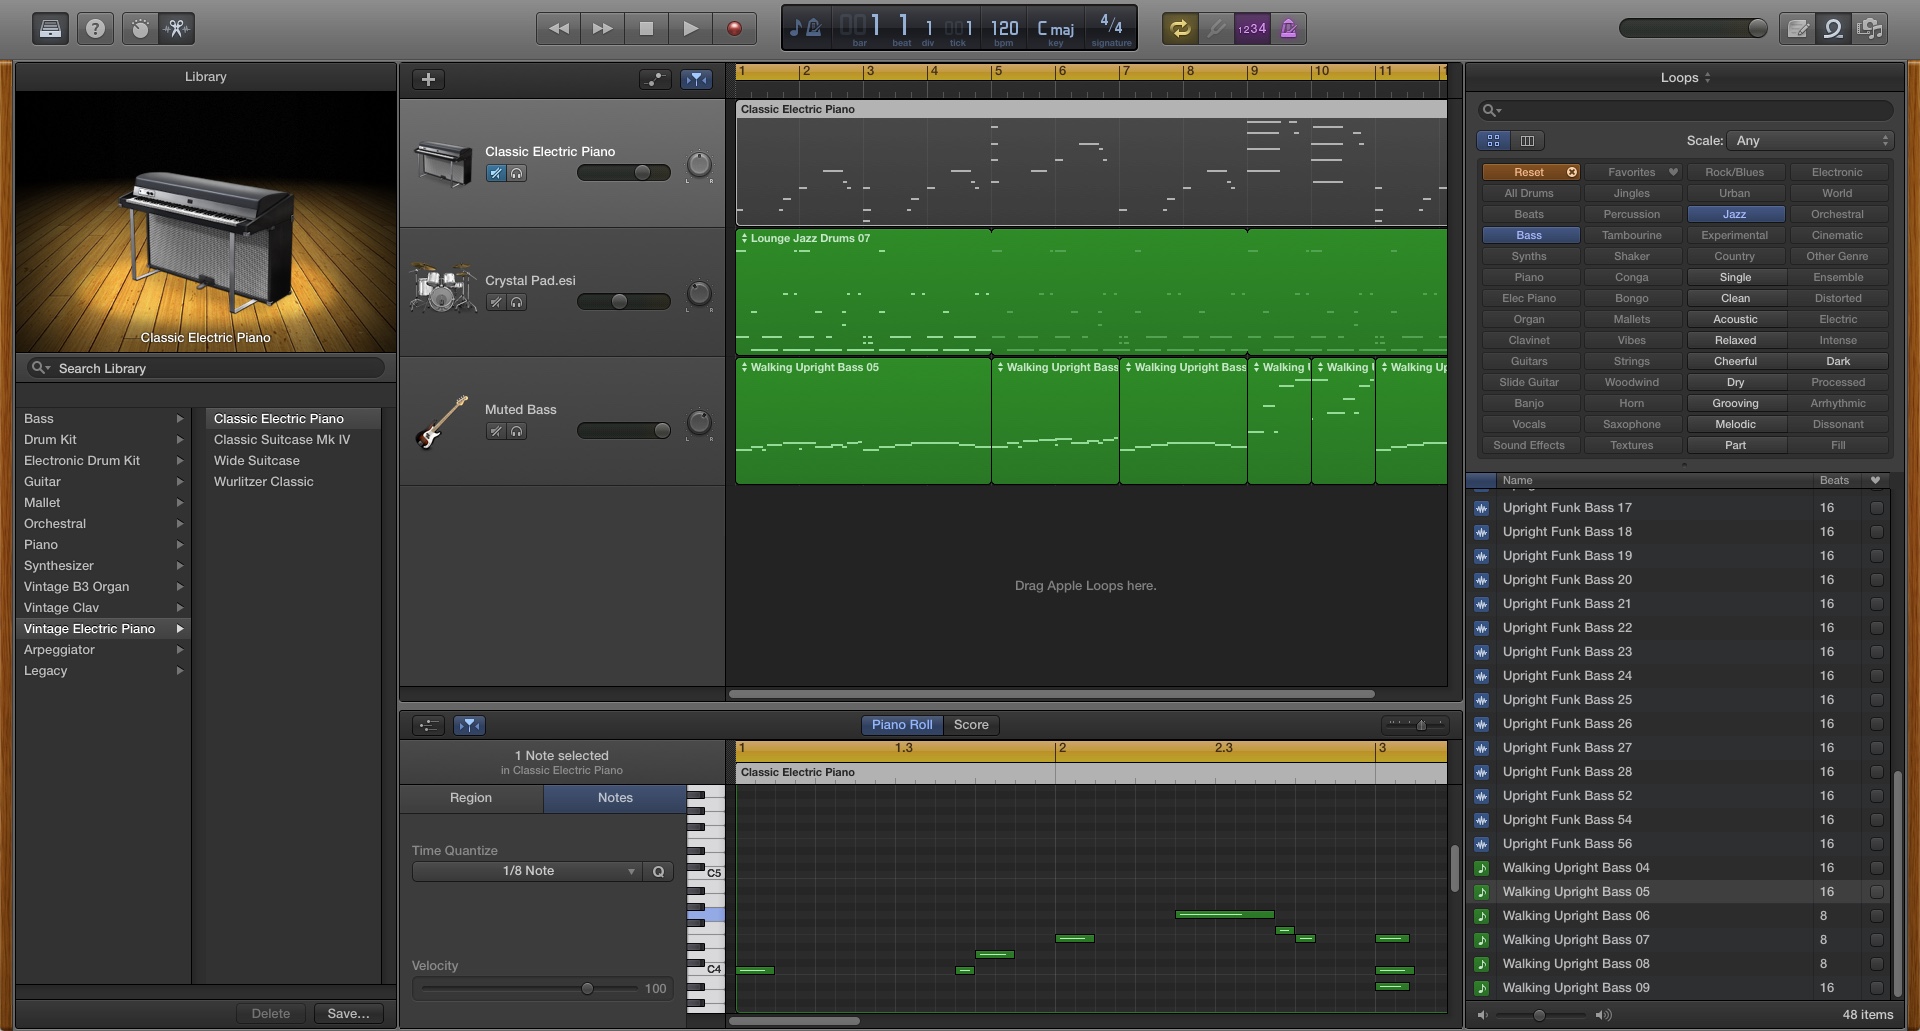 1 1 1 1 120 C maj 4/4
bar beat div tick bpm key signature
1234
Library
Classic Electric Piano
Search Library
Bass
Drum Kit
Electronic Drum Kit
Guitar
Mallet
Orchestral
Piano
Synthesizer
Vintage B3 Organ
Vintage Clav
Vintage Electric Piano
Arpeggiator
Legacy
Classic Electric Piano
Classic Suitcase Mk IV
Wide Suitcase
Wurlitzer Classic
Delete Save...
1 2 3 4 5 6 7 8 9 10 11
Classic Electric Piano
L R
Crystal Pad.esi
L R
Muted Bass
L R
Classic Electric Piano
Lounge Jazz Drums 07
Walking Upright Bass 05 Walking Upright Bass Walking Upright Bass Walking Walking Walking Up
Drag Apple Loops here.
Piano Roll Score
1 Note selected
in Classic Electric Piano
Region Notes
Time Quantize
1/8 Note Q
Velocity
100
1 1.3 2 2.3 3
Classic Electric Piano
C5
C4
Loops
Scale: Any
Reset Favorites Rock/Blues Electronic
All Drums Jingles Urban World
Beats Percussion Jazz Orchestral
Bass Tambourine Experimental Cinematic
Synths Shaker Country Other Genre
Piano Conga Single Ensemble
Elec Piano Bongo Clean Distorted
Organ Mallets Acoustic Electric
Clavinet Vibes Relaxed Intense
Guitars Strings Cheerful Dark
Slide Guitar Woodwind Dry Processed
Banjo Horn Grooving Arrhythmic
Vocals Saxophone Melodic Dissonant
Sound Effects Textures Part Fill
Name Beats
Upright Funk Bass 17 16
Upright Funk Bass 18 16
Upright Funk Bass 19 16
Upright Funk Bass 20 16
Upright Funk Bass 21 16
Upright Funk Bass 22 16
Upright Funk Bass 23 16
Upright Funk Bass 24 16
Upright Funk Bass 25 16
Upright Funk Bass 26 16
Upright Funk Bass 27 16
Upright Funk Bass 28 16
Upright Funk Bass 52 16
Upright Funk Bass 54 16
Upright Funk Bass 56 16
Walking Upright Bass 04 16
Walking Upright Bass 05 16
Walking Upright Bass 06 8
Walking Upright Bass 07 8
Walking Upright Bass 08 8
Walking Upright Bass 09 16
48 items